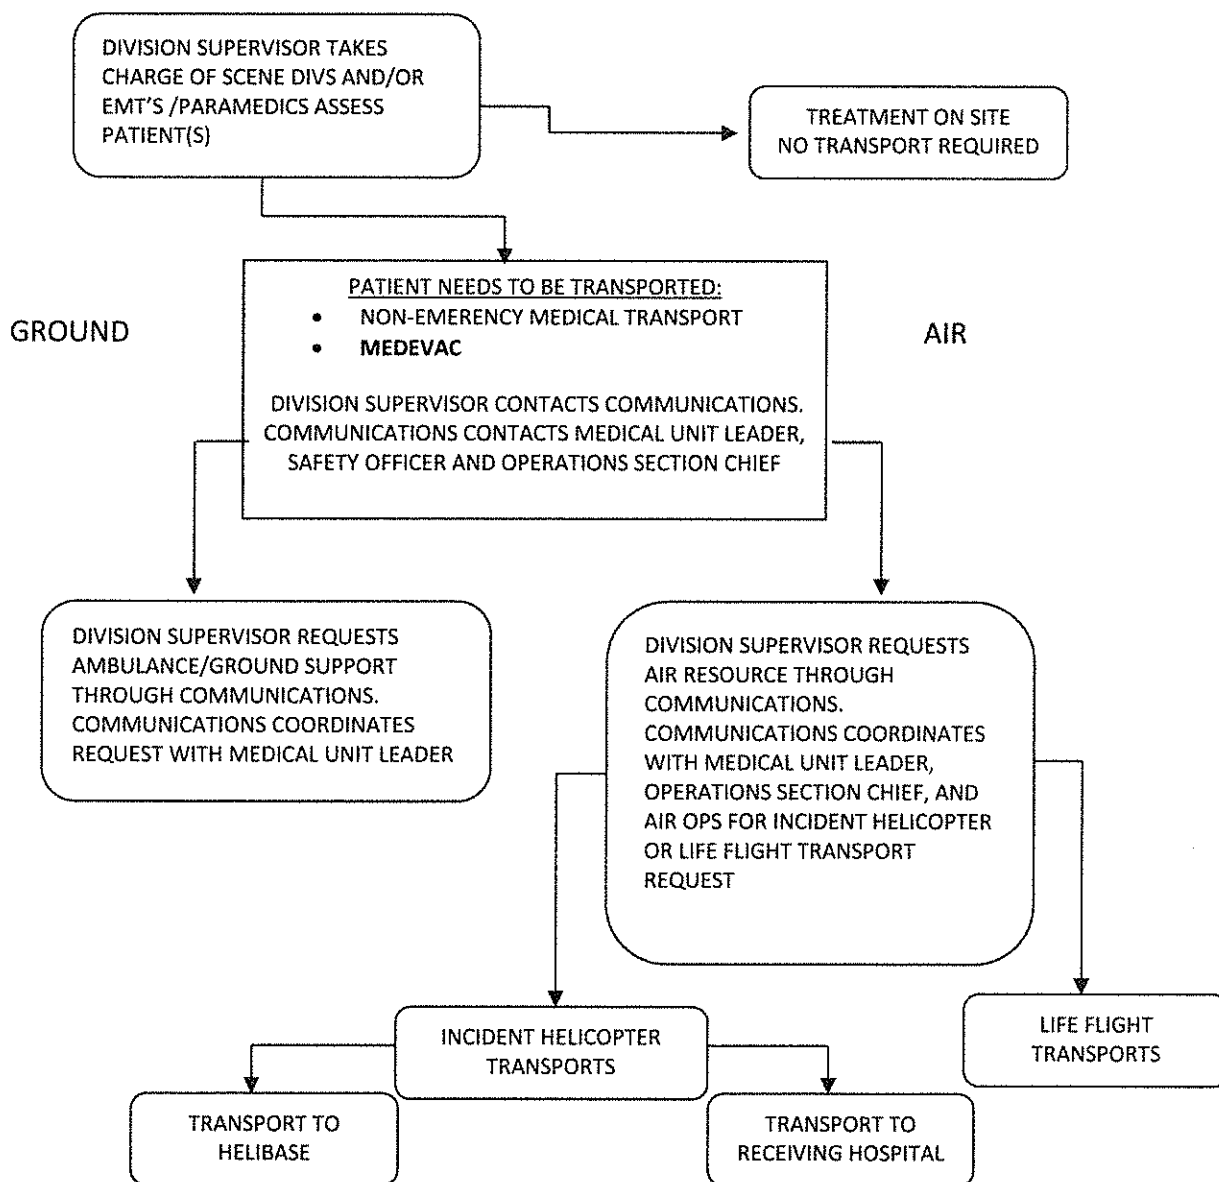 DIVISION SUPERVISOR TAKES
CHARGE OF SCENE DIVS AND/OR
EMT'S /PARAMEDICS ASSESS
PATIENT(S)
TREATMENT ON SITE
NO TRANSPORT REQUIRED
GROUND
PATIENT NEEDS TO BE TRANSPORTED:
• NON-EMERENCY MEDICAL TRANSPORT
• MEDEVAC
DIVISION SUPERVISOR CONTACTS COMMUNICATIONS.
COMMUNICATIONS CONTACTS MEDICAL UNIT LEADER,
SAFETY OFFICER AND OPERATIONS SECTION CHIEF
AIR
DIVISION SUPERVISOR REQUESTS
AMBULANCE/GROUND SUPPORT
THROUGH COMMUNICATIONS.
COMMUNICATIONS COORDINATES
REQUEST WITH MEDICAL UNIT LEADER
DIVISION SUPERVISOR REQUESTS
AIR RESOURCE THROUGH
COMMUNICATIONS.
COMMUNICATIONS COORDINATES
WITH MEDICAL UNIT LEADER,
OPERATIONS SECTION CHIEF, AND
AIR OPS FOR INCIDENT HELICOPTER
OR LIFE FLIGHT TRANSPORT
REQUEST
INCIDENT HELICOPTER
TRANSPORTS
LIFE FLIGHT
TRANSPORTS
TRANSPORT TO
HELIBASE
TRANSPORT TO
RECEIVING HOSPITAL